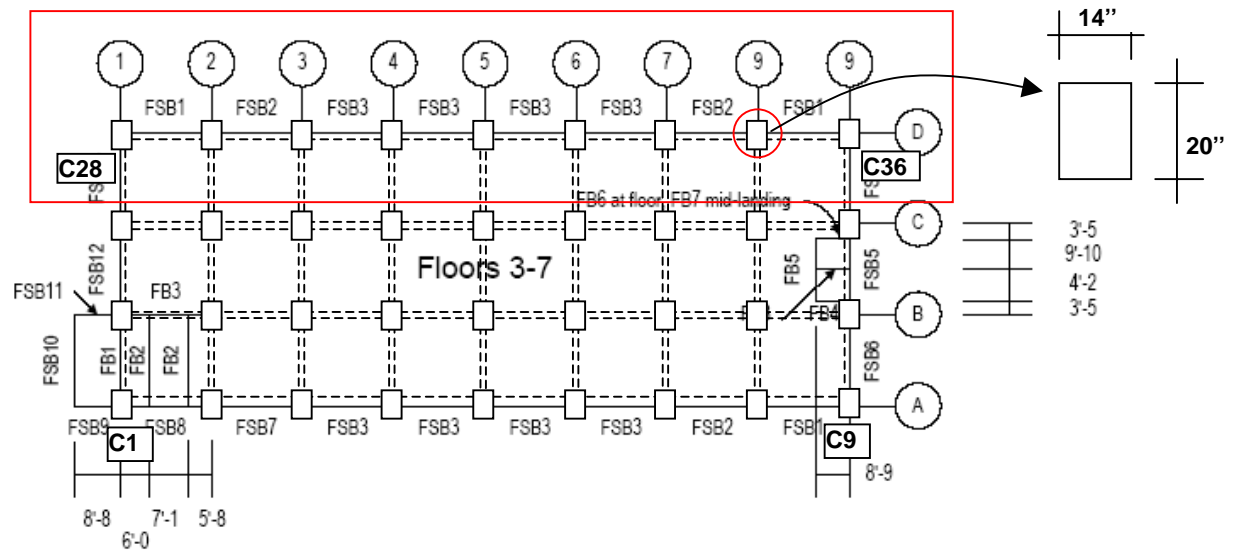 14’’
1 2 3 4 5 6 7 9 9
FSB1 FSB2 FSB3 FSB3 FSB3 FSB3 FSB2 FSB1
D
20’’
C28 C36
FB6 at floor, FB7 mid-landing
C
3'-5
9'-10
4'-2
3'-5
FSB12
Floors 3-7
FB5
FSB5
FSB11
FB3
FB4
B
FSB10
FB1
FB2
FB2
FSB6
A
FSB9 FSB8 FSB7 FSB3 FSB3 FSB3 FSB3 FSB2 FSB1
C1 C9
8'-9
8'-8 7'-1 5'-8
6'-0